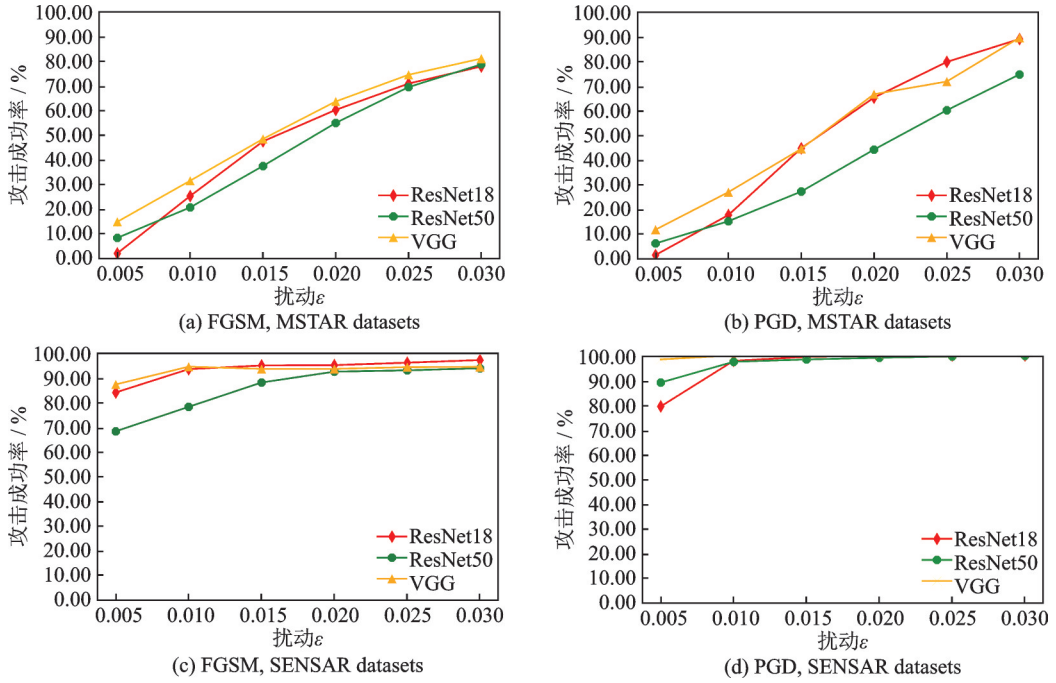 100.00
90.00
80.00
70.00
60.00
50.00
40.00
30.00
20.00
10.00
0.00
攻击成功率 / %
ResNet18
ResNet50
VGG
0.005 0.010 0.015 0.020 0.025 0.030
扰动ε
(a) FGSM, MSTAR datasets
100.00
90.00
80.00
70.00
60.00
50.00
40.00
30.00
20.00
10.00
0.00
攻击成功率 / %
ResNet18
ResNet50
VGG
0.005 0.010 0.015 0.020 0.025 0.030
扰动ε
(b) PGD, MSTAR datasets
100.00
90.00
80.00
70.00
60.00
50.00
40.00
30.00
20.00
10.00
0.00
攻击成功率 / %
ResNet18
ResNet50
VGG
0.005 0.010 0.015 0.020 0.025 0.030
扰动ε
(c) FGSM, SENSAR datasets
100.00
90.00
80.00
70.00
60.00
50.00
40.00
30.00
20.00
10.00
0.00
攻击成功率 / %
ResNet18
ResNet50
VGG
0.005 0.010 0.015 0.020 0.025 0.030
扰动ε
(d) PGD, SENSAR datasets